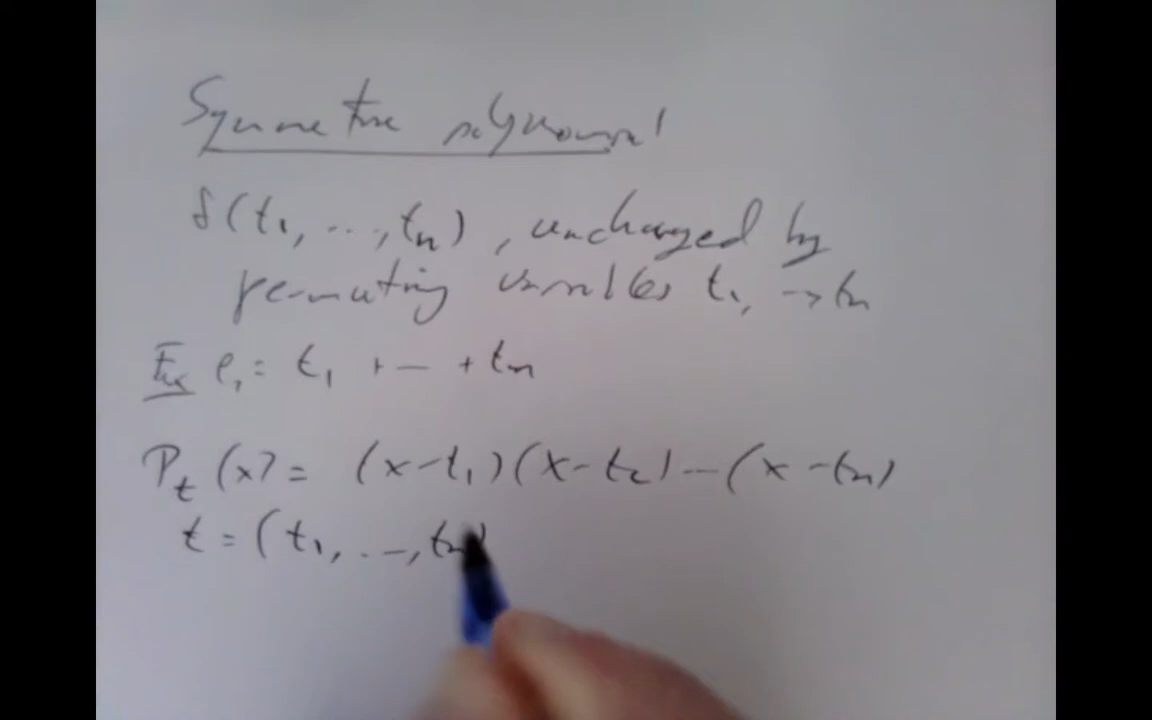 Symmetric polynomial
f(t₁, ..., tₙ), unchanged by
permuting variables t₁, → tₙ
Ex e₁ = t₁ + — + tₙ
P_t(x) = (x-t₁)(x-t₂)---(x-tₙ)
t = (t₁, ..., tₙ)